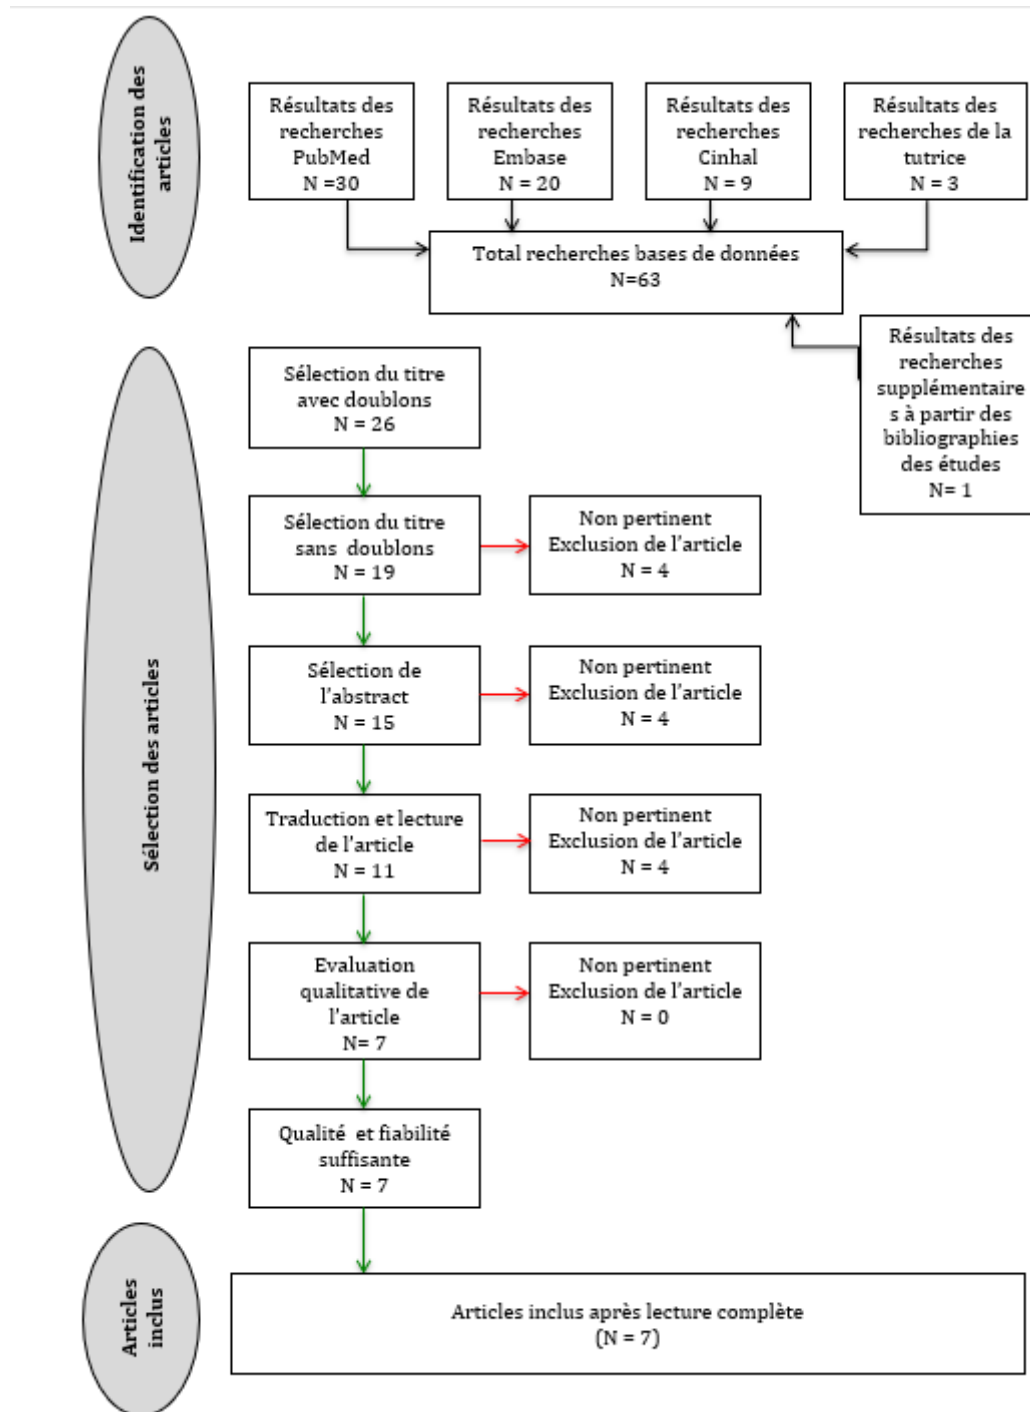 Identification des
articles
Résultats des
recherches
PubMed
N =30
Résultats des
recherches
Embase
N = 20
Résultats des
recherches
Cinhal
N = 9
Résultats des
recherches de la
tutrice
N = 3
Total recherches bases de données
N=63
Résultats des
recherches
supplémentaire
s à partir des
bibliographies
des études
N= 1
Sélection des articles
Sélection du titre
avec doublons
N = 26
Sélection du titre
sans doublons
N = 19
Non pertinent
Exclusion de l'article
N = 4
Sélection de
l'abstract
N = 15
Non pertinent
Exclusion de l'article
N = 4
Traduction et lecture
de l'article
N = 11
Non pertinent
Exclusion de l'article
N = 4
Evaluation
qualitative de
l'article
N= 7
Non pertinent
Exclusion de l'article
N = 0
Qualité et fiabilité
suffisante
N = 7
Articles
inclus
Articles inclus après lecture complète
(N = 7)